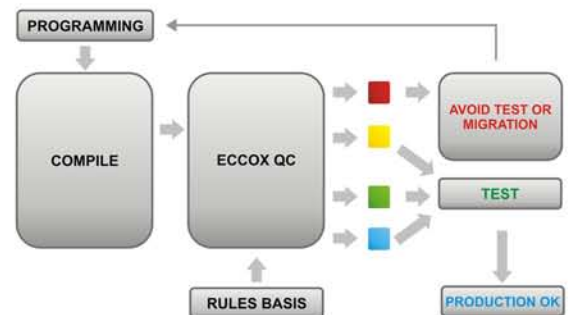 PROGRAMMING
COMPILE
ECCOX QC
AVOID TEST OR
MIGRATION
TEST
RULES BASIS
PRODUCTION OK